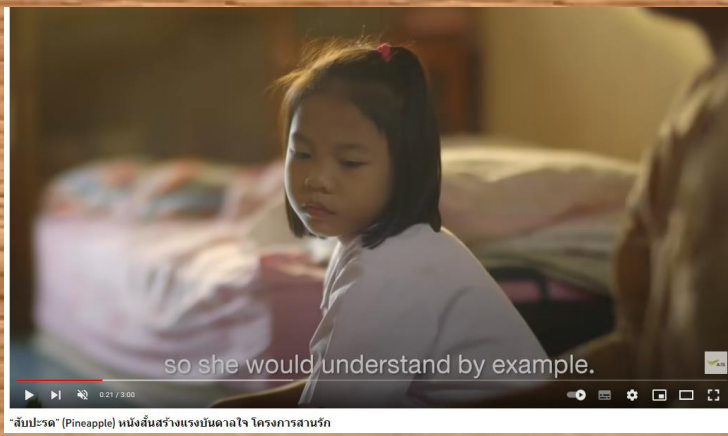 so she would understand by example.
AIS
0:21 / 3:00
"สับปะรด" (Pineapple) หนังสั้นสร้างแรงบันดาลใจ โครงการสานรัก